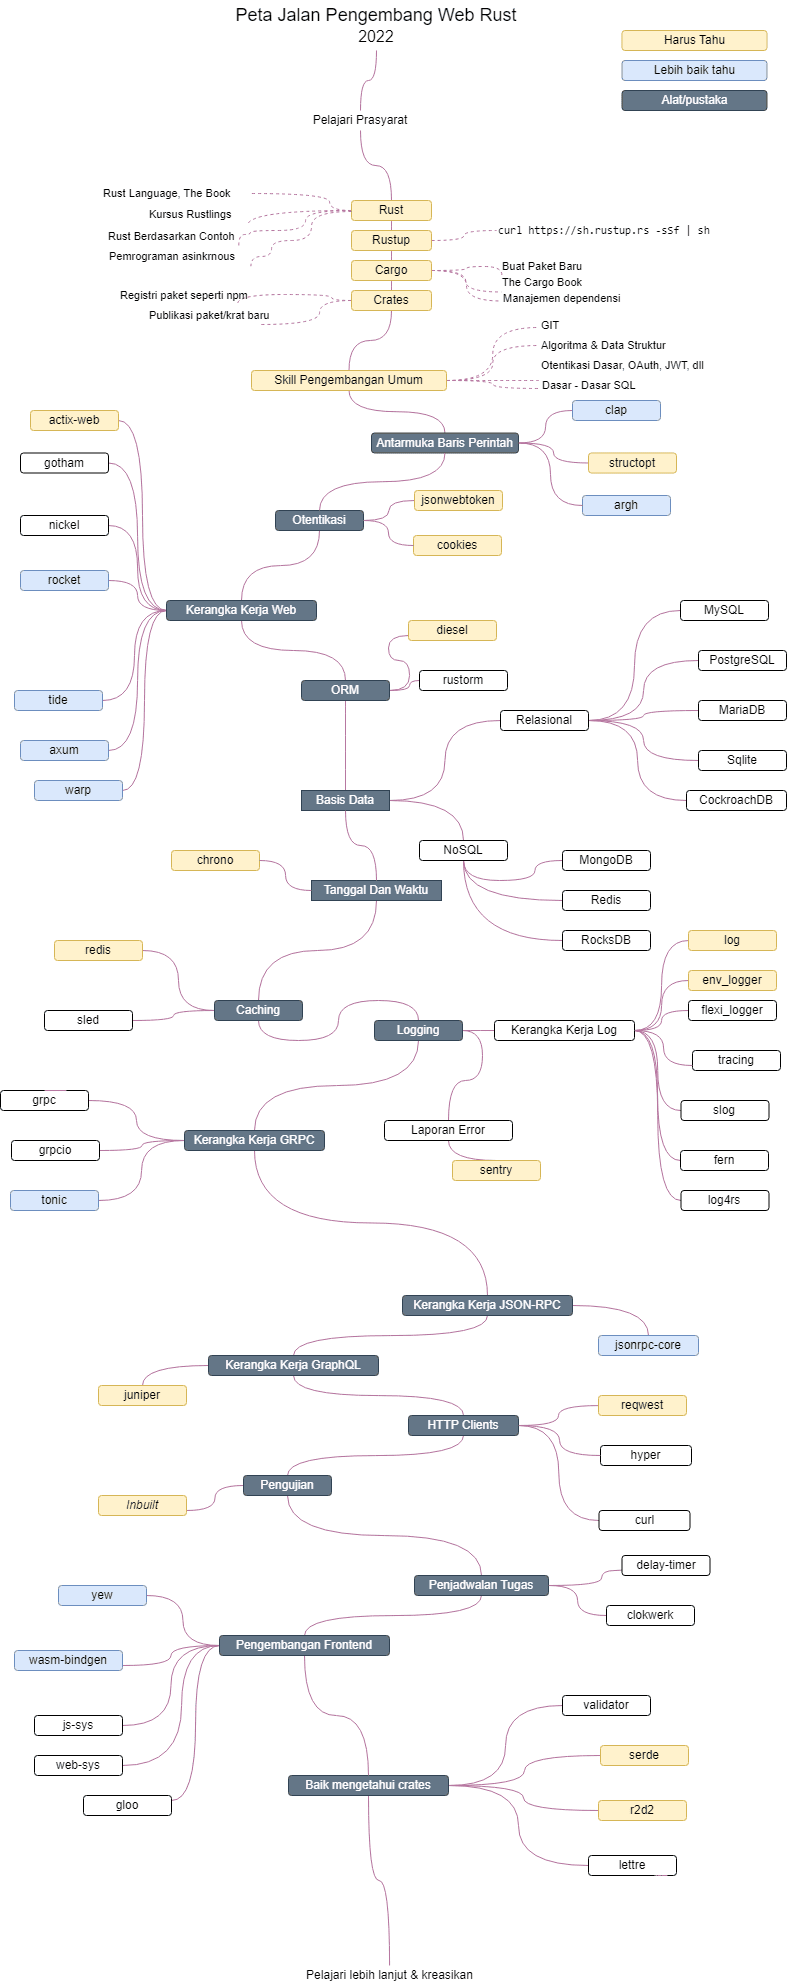 Peta Jalan Pengembang Web Rust
2022
Harus Tahu
Lebih baik tahu
Alat/pustaka
Pelajari Prasyarat
Rust Language, The Book
Kursus Rustlings
Rust Berdasarkan Contoh
Pemrograman asinkrnous
Rust
Rustup
curl https://sh.rustup.rs -sSf | sh
Cargo
Buat Paket Baru
The Cargo Book
Manajemen dependensi
Registri paket seperti npm
Publikasi paket/krat baru
Crates
GIT
Algoritma & Data Struktur
Otentikasi Dasar, OAuth, JWT, dll
Dasar - Dasar SQL
Skill Pengembangan Umum
Antarmuka Baris Perintah
clap
structopt
argh
Otentikasi
jsonwebtoken
cookies
actix-web
gotham
nickel
rocket
Kerangka Kerja Web
tide
axum
warp
ORM
diesel
rustorm
Basis Data
Relasional
MySQL
PostgreSQL
MariaDB
Sqlite
CockroachDB
NoSQL
MongoDB
Redis
RocksDB
chrono
Tanggal Dan Waktu
redis
sled
Caching
Logging
Kerangka Kerja Log
log
env_logger
flexi_logger
tracing
slog
fern
log4rs
Laporan Error
sentry
grpc
grpcio
tonic
Kerangka Kerja GRPC
Kerangka Kerja JSON-RPC
jsonrpc-core
Kerangka Kerja GraphQL
juniper
HTTP Clients
reqwest
hyper
curl
Pengujian
Inbuilt
Penjadwalan Tugas
delay-timer
clokwerk
yew
wasm-bindgen
js-sys
web-sys
gloo
Pengembangan Frontend
Baik mengetahui crates
validator
serde
r2d2
lettre
Pelajari lebih lanjut & kreasikan